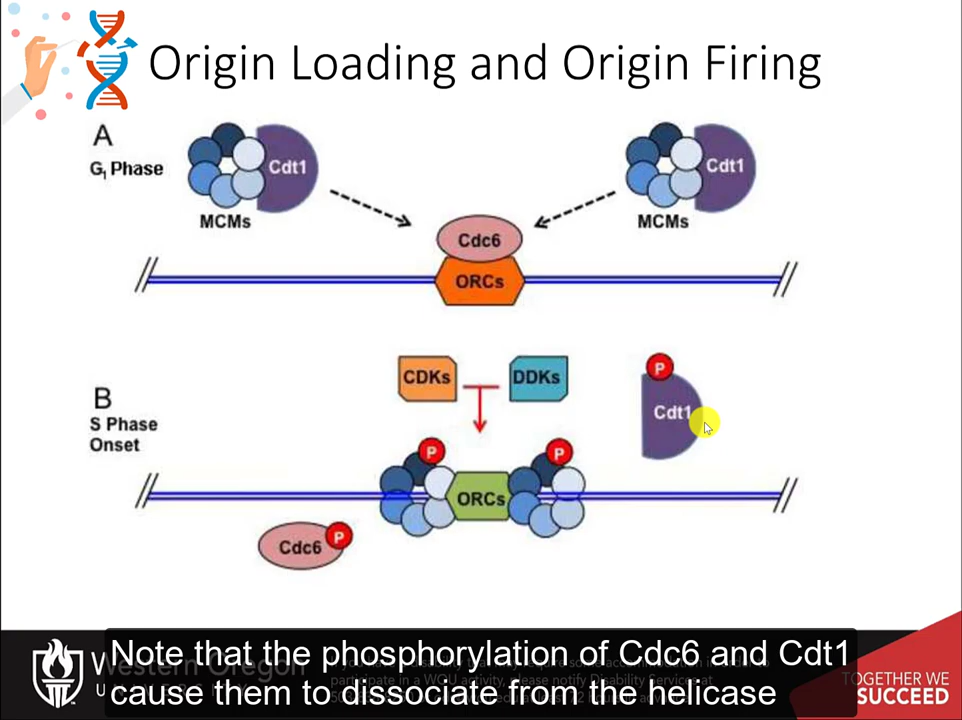 Origin Loading and Origin Firing
A
G1 Phase
Cdt1
MCMs
Cdt1
MCMs
Cdc6
ORCs
B
S Phase
Onset
CDKs
DDKs
P
Cdt1
P
P
ORCs
Cdc6
P
Note that the phosphorylation of Cdc6 and Cdt1
cause them to dissociate from the helicase
Western Oregon
UNIVERSITY
participate in a WOU activity, please notify Disability Services at
TOGETHER WE
SUCCEED